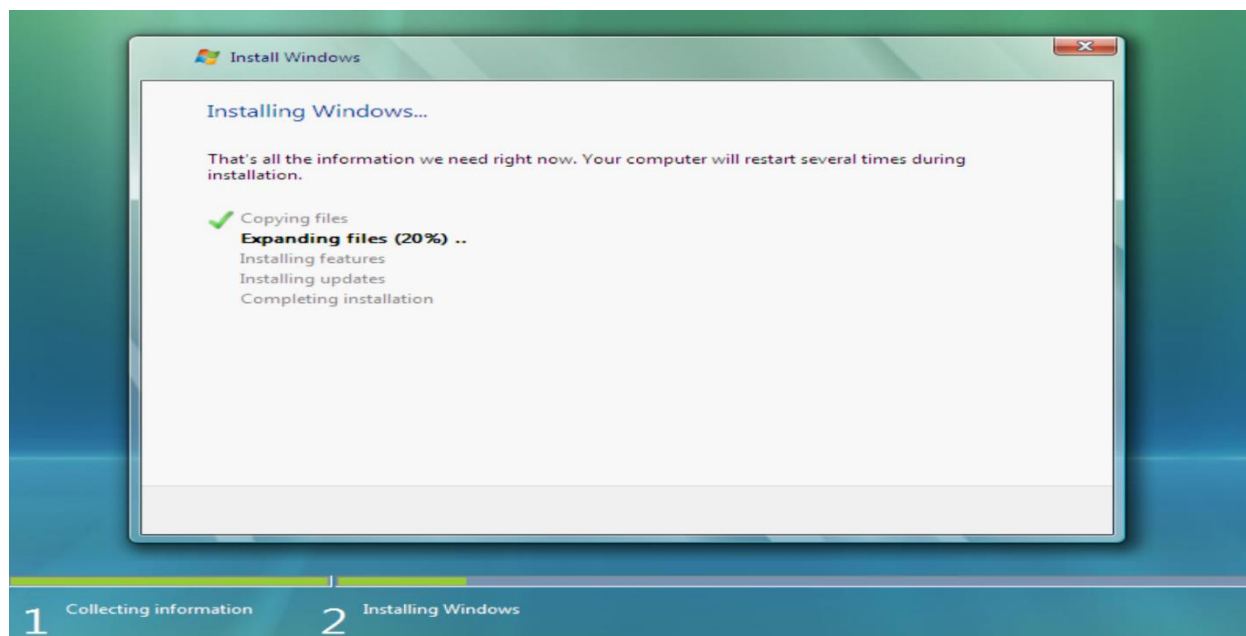 Install Windows
Installing Windows...
That's all the information we need right now. Your computer will restart several times during
installation.
Copying files
Expanding files (20%) ..
Installing features
Installing updates
Completing installation
1 Collecting information 2 Installing Windows